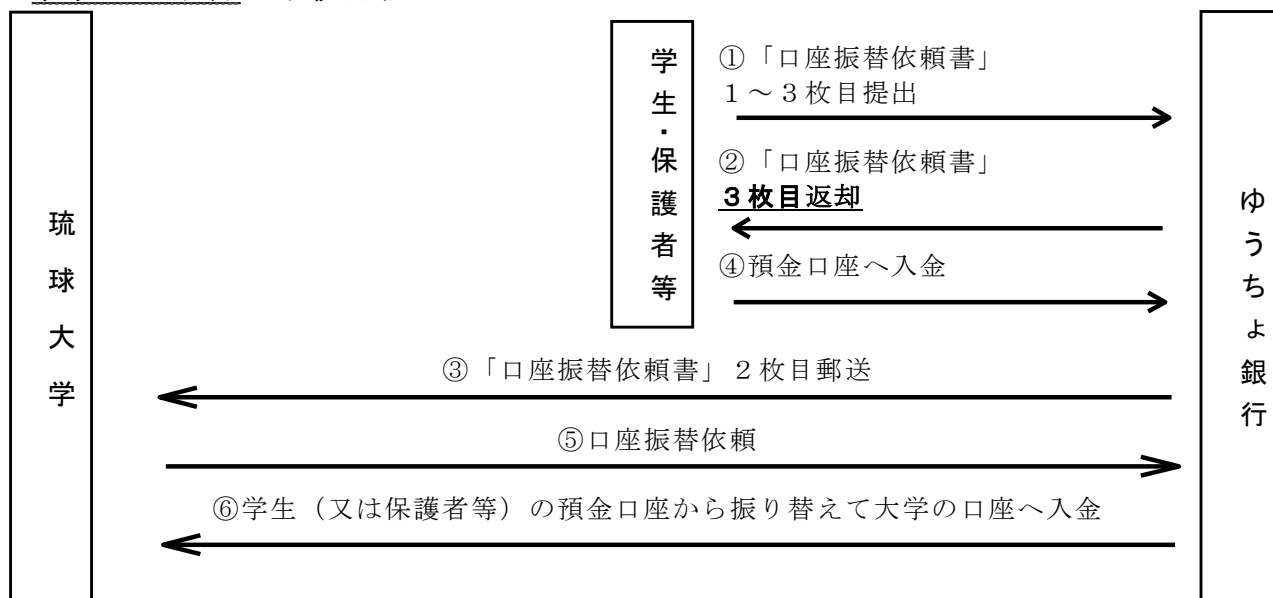 学生・保護者等
①「口座振替依頼書」
１～３枚目提出
②「口座振替依頼書」
３枚目返却
④預金口座へ入金
琉球大学
ゆうちょ銀行
③「口座振替依頼書」２枚目郵送
⑤口座振替依頼
⑥学生（又は保護者等）の預金口座から振り替えて大学の口座へ入金